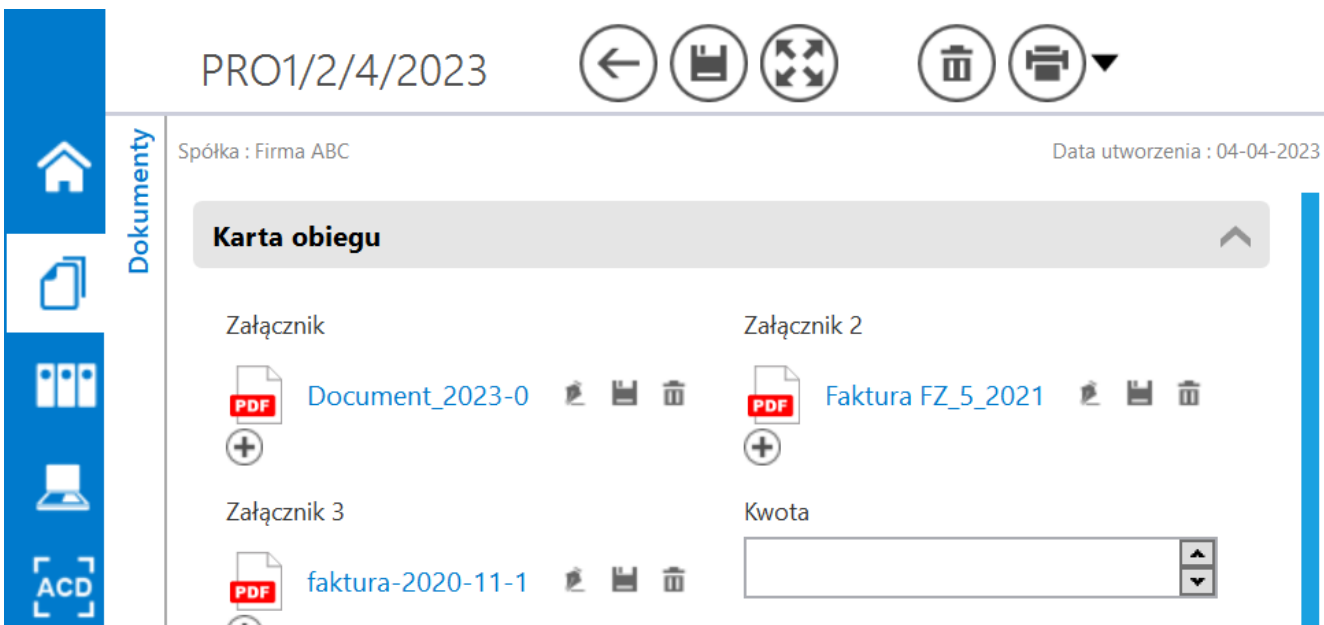 PRO1/2/4/2023
Dokumenty
Spółka : Firma ABC
Data utworzenia : 04-04-2023
Karta obiegu
Załącznik
Załącznik 2
PDF
Document_2023-0
PDF
Faktura FZ_5_2021
Załącznik 3
Kwota
PDF
faktura-2020-11-1
ACD